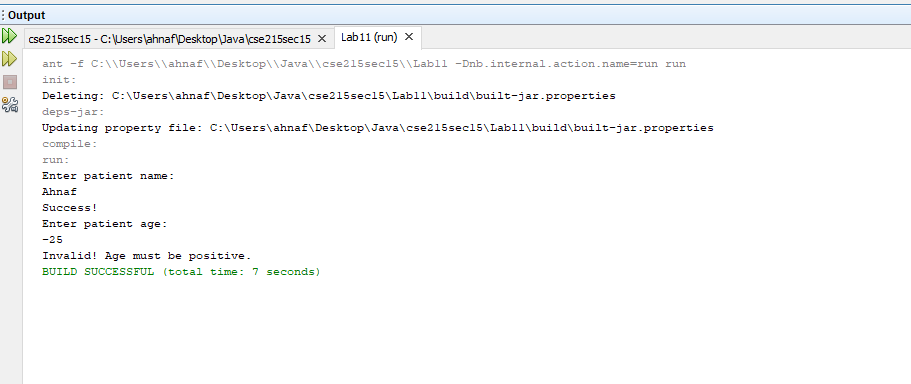 Output
cse215sec15 - C:\Users\ahnaf\Desktop\Java\cse215sec15 × Lab11 (run) ×
ant -f C:\\Users\\ahnaf\\Desktop\\Java\\cse215sec15\\Lab11 -Dnb.internal.action.name=run run
init:
Deleting: C:\Users\ahnaf\Desktop\Java\cse215sec15\Lab11\build\built-jar.properties
deps-jar:
Updating property file: C:\Users\ahnaf\Desktop\Java\cse215sec15\Lab11\build\built-jar.properties
compile:
run:
Enter patient name:
Ahnaf
Success!
Enter patient age:
-25
Invalid! Age must be positive.
BUILD SUCCESSFUL (total time: 7 seconds)